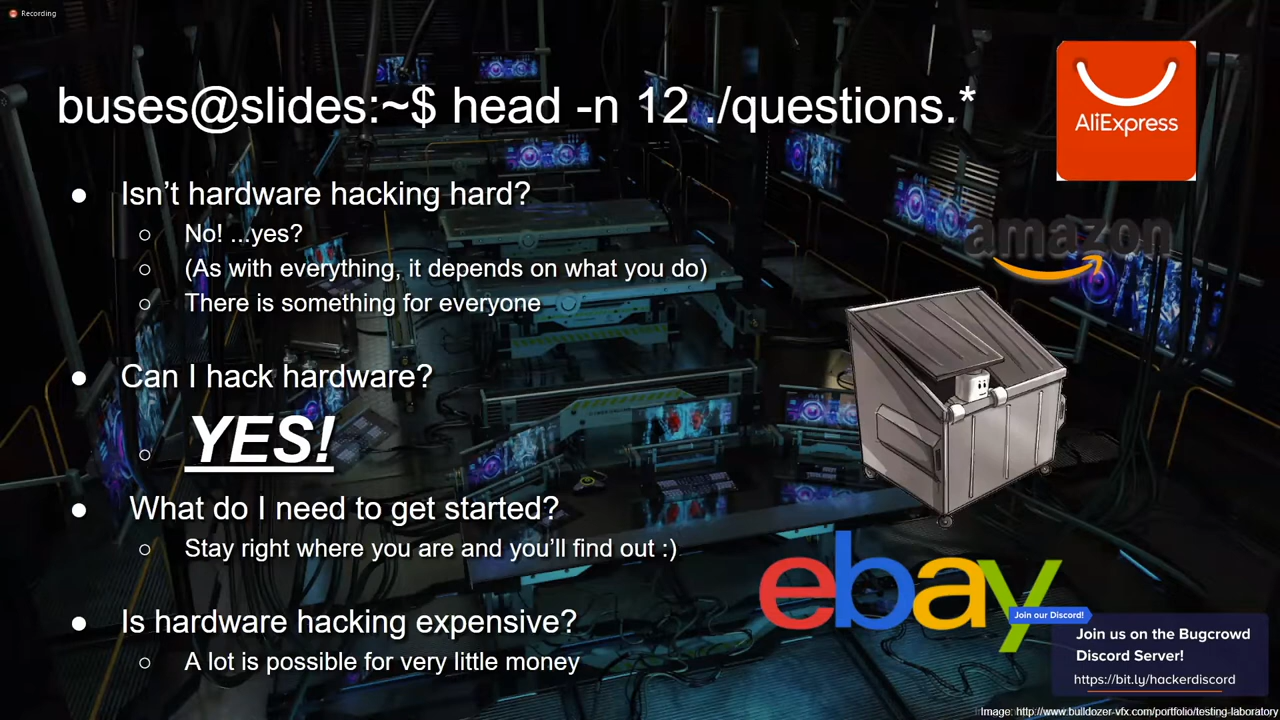 Recording
buses@slides:~$ head -n 12 ./questions.*
AliExpress
● Isn't hardware hacking hard?
○ No! ...yes?
○ (As with everything, it depends on what you do)
○ There is something for everyone
amazon
● Can I hack hardware?
○ YES!
● What do I need to get started?
○ Stay right where you are and you'll find out :)
ebay
● Is hardware hacking expensive?
○ A lot is possible for very little money
Join our Discord!
Join us on the Bugcrowd
Discord Server!
https://bit.ly/hackerdiscord
Image: http://www.bulldozer-vfx.com/portfolio/testing-laboratory